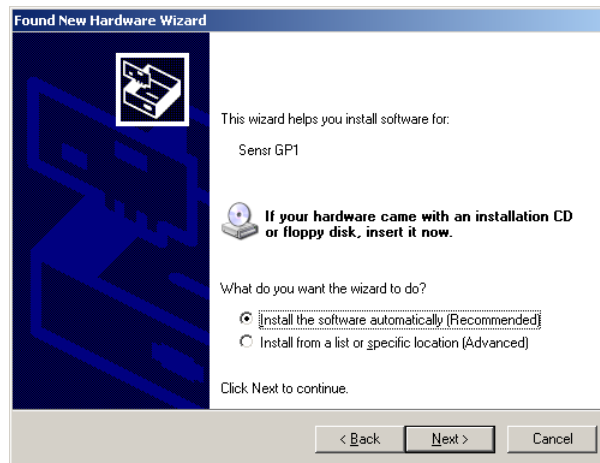 Found New Hardware Wizard
This wizard helps you install software for:
Sensr GP1
If your hardware came with an installation CD
or floppy disk, insert it now.
What do you want the wizard to do?
Install the software automatically (Recommended)
Install from a list or specific location (Advanced)
Click Next to continue.
< Back
Next >
Cancel